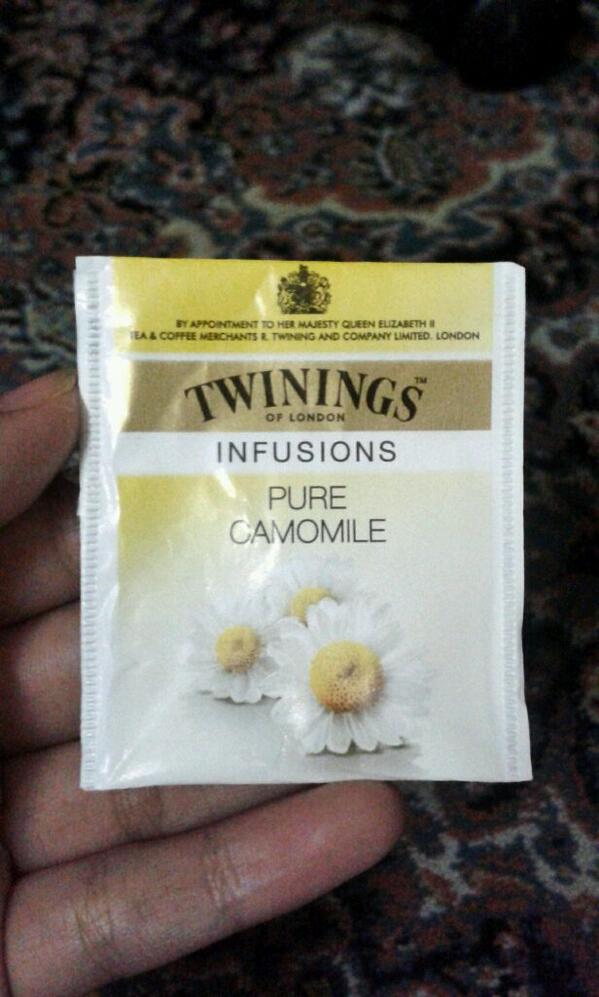 BY APPOINTMENT TO HER MAJESTY QUEEN ELIZABETH II
TEA & COFFEE MERCHANTS R. TWINING AND COMPANY LIMITED. LONDON
TWININGS™
OF LONDON
INFUSIONS
PURE
CAMOMILE